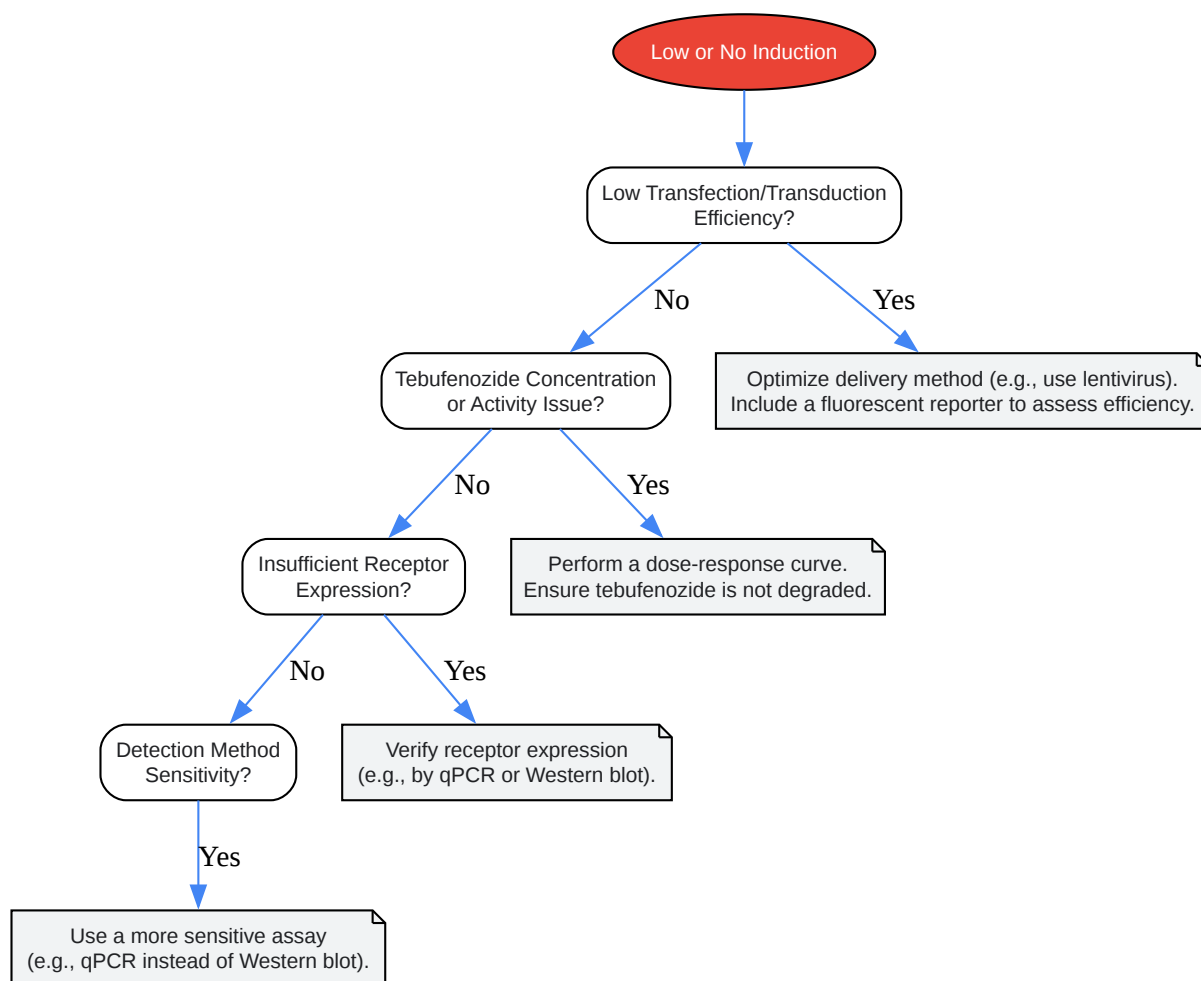 Low or No Induction
Low Transfection/Transduction
Efficiency?
No
Yes
Tebufenozide Concentration
or Activity Issue?
Optimize delivery method (e.g., use lentivirus).
Include a fluorescent reporter to assess efficiency.
No
Yes
Insufficient Receptor
Expression?
Perform a dose-response curve.
Ensure tebufenozide is not degraded.
No
Yes
Detection Method
Sensitivity?
Verify receptor expression
(e.g., by qPCR or Western blot).
Yes
Use a more sensitive assay
(e.g., qPCR instead of Western blot).